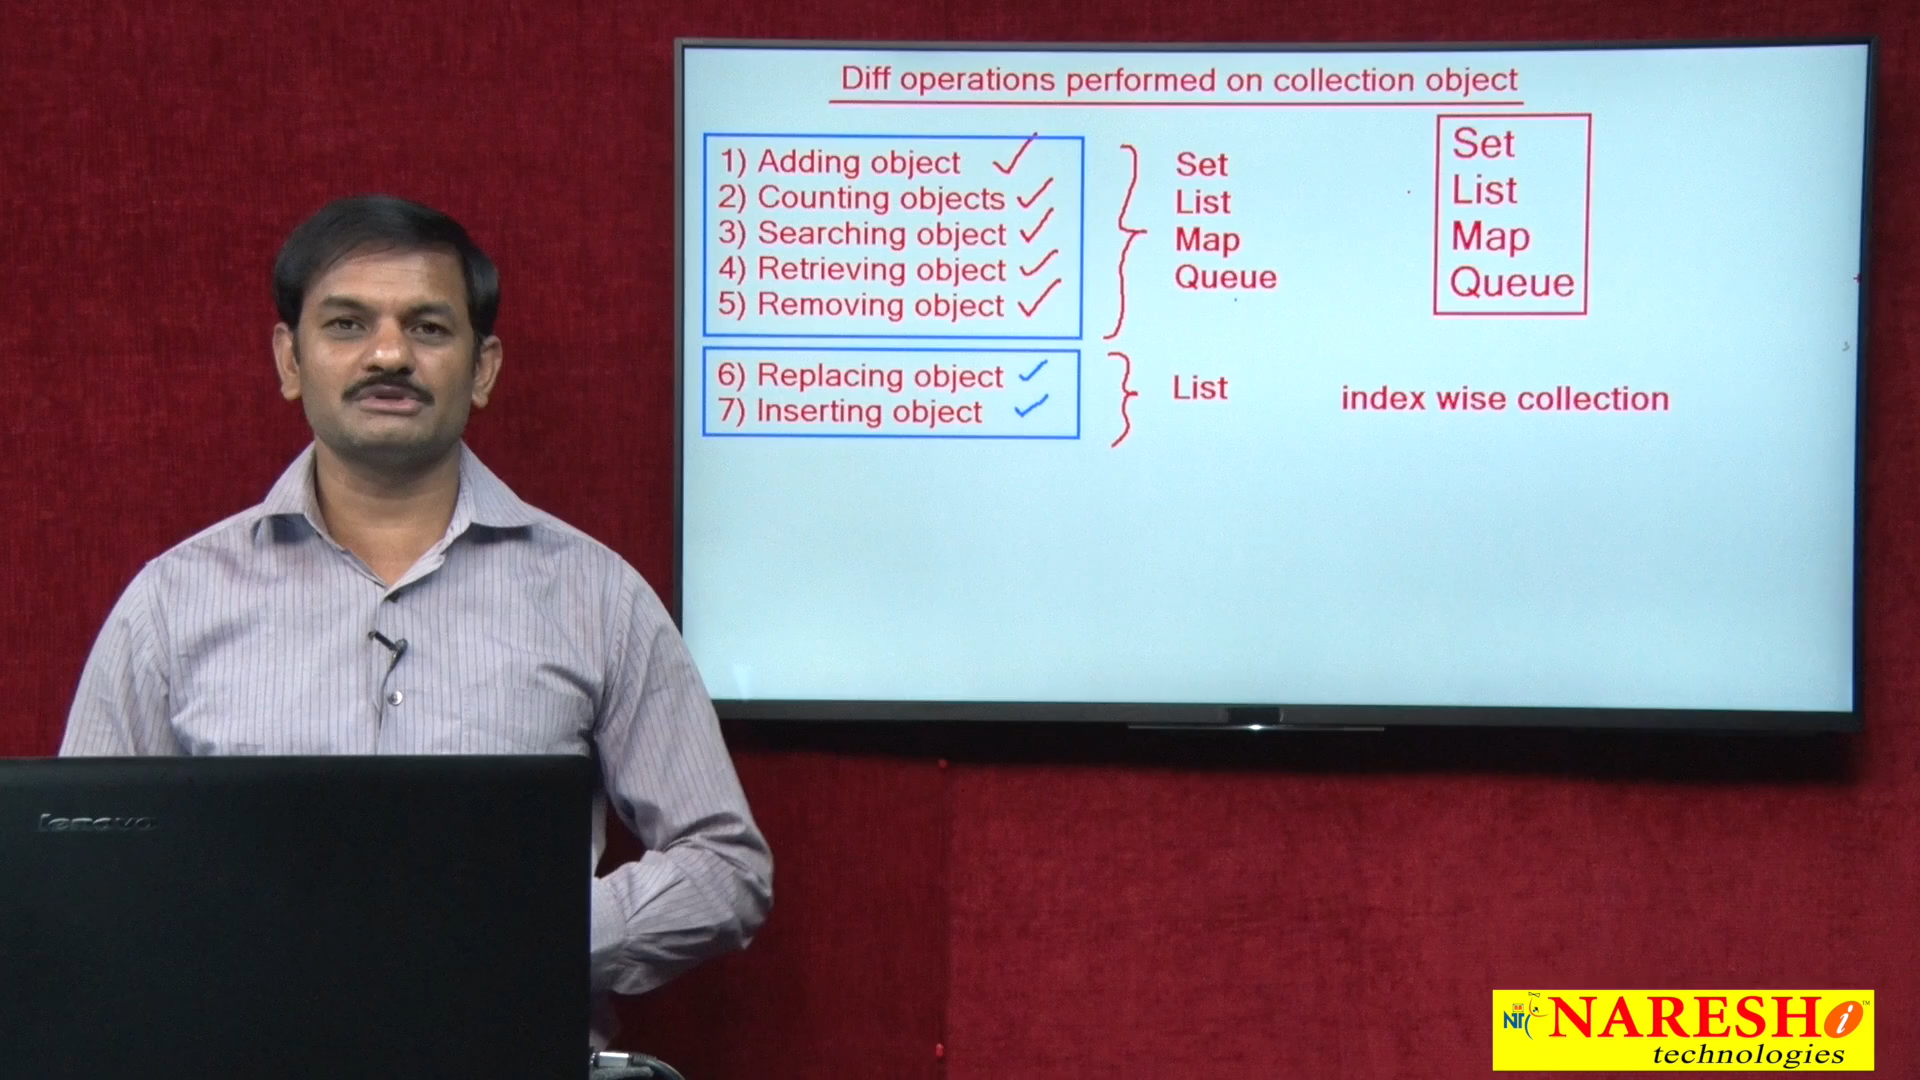 Diff operations performed on collection object
1) Adding object
2) Counting objects
3) Searching object
4) Retrieving object
5) Removing object
Set
List
Map
Queue
Set
List
Map
Queue
6) Replacing object
7) Inserting object
List
index wise collection
lenovo
NT
NARESH i ™
technologies